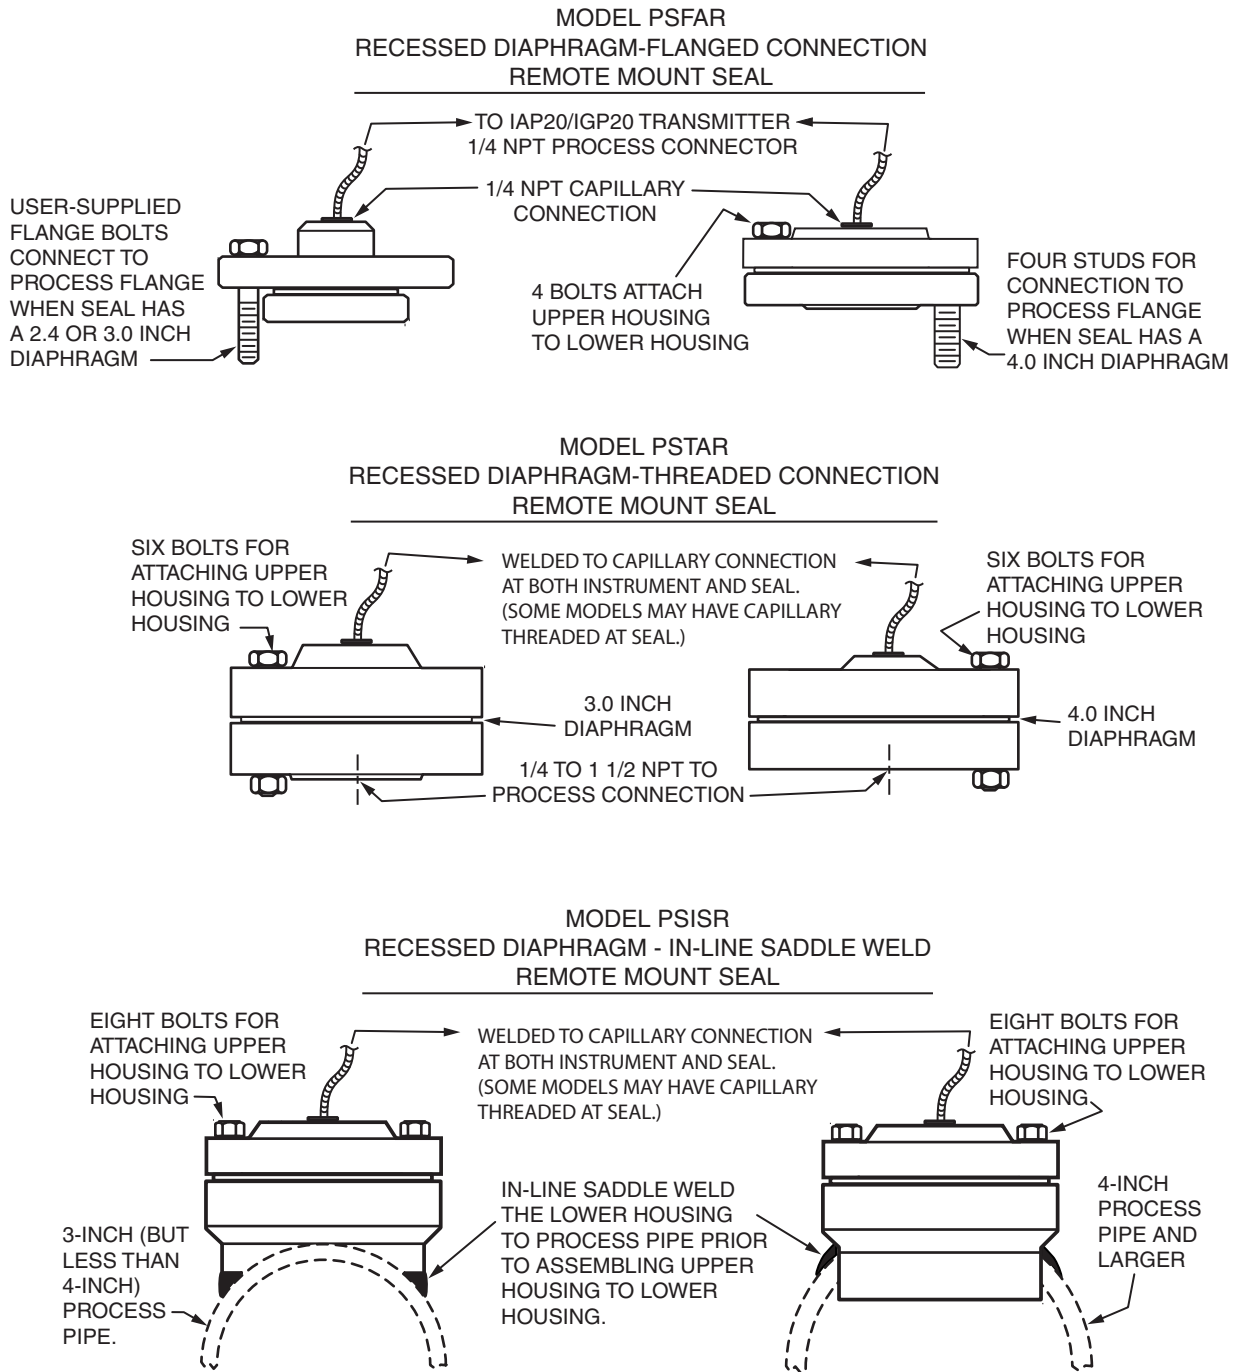 MODEL PSFAR
RECESSED DIAPHRAGM-FLANGED CONNECTION
REMOTE MOUNT SEAL
TO IAP20/IGP20 TRANSMITTER
1/4 NPT PROCESS CONNECTOR
1/4 NPT CAPILLARY
CONNECTION
USER-SUPPLIED
FLANGE BOLTS
CONNECT TO
PROCESS FLANGE
WHEN SEAL HAS
A 2.4 OR 3.0 INCH
DIAPHRAGM
4 BOLTS ATTACH
UPPER HOUSING
TO LOWER HOUSING
FOUR STUDS FOR
CONNECTION TO
PROCESS FLANGE
WHEN SEAL HAS A
4.0 INCH DIAPHRAGM
MODEL PSTAR
RECESSED DIAPHRAGM-THREADED CONNECTION
REMOTE MOUNT SEAL
SIX BOLTS FOR
ATTACHING UPPER
HOUSING TO LOWER
HOUSING
WELDED TO CAPILLARY CONNECTION
AT BOTH INSTRUMENT AND SEAL.
(SOME MODELS MAY HAVE CAPILLARY
THREADED AT SEAL.)
SIX BOLTS FOR
ATTACHING UPPER
HOUSING TO LOWER
HOUSING
3.0 INCH
DIAPHRAGM
4.0 INCH
DIAPHRAGM
1/4 TO 1 1/2 NPT TO
PROCESS CONNECTION
MODEL PSISR
RECESSED DIAPHRAGM - IN-LINE SADDLE WELD
REMOTE MOUNT SEAL
EIGHT BOLTS FOR
ATTACHING UPPER
HOUSING TO LOWER
HOUSING
WELDED TO CAPILLARY CONNECTION
AT BOTH INSTRUMENT AND SEAL.
(SOME MODELS MAY HAVE CAPILLARY
THREADED AT SEAL.)
EIGHT BOLTS FOR
ATTACHING UPPER
HOUSING TO LOWER
HOUSING
3-INCH (BUT
LESS THAN
4-INCH)
PROCESS
PIPE.
IN-LINE SADDLE WELD
THE LOWER HOUSING
TO PROCESS PIPE PRIOR
TO ASSEMBLING UPPER
HOUSING TO LOWER
HOUSING.
4-INCH
PROCESS
PIPE AND
LARGER